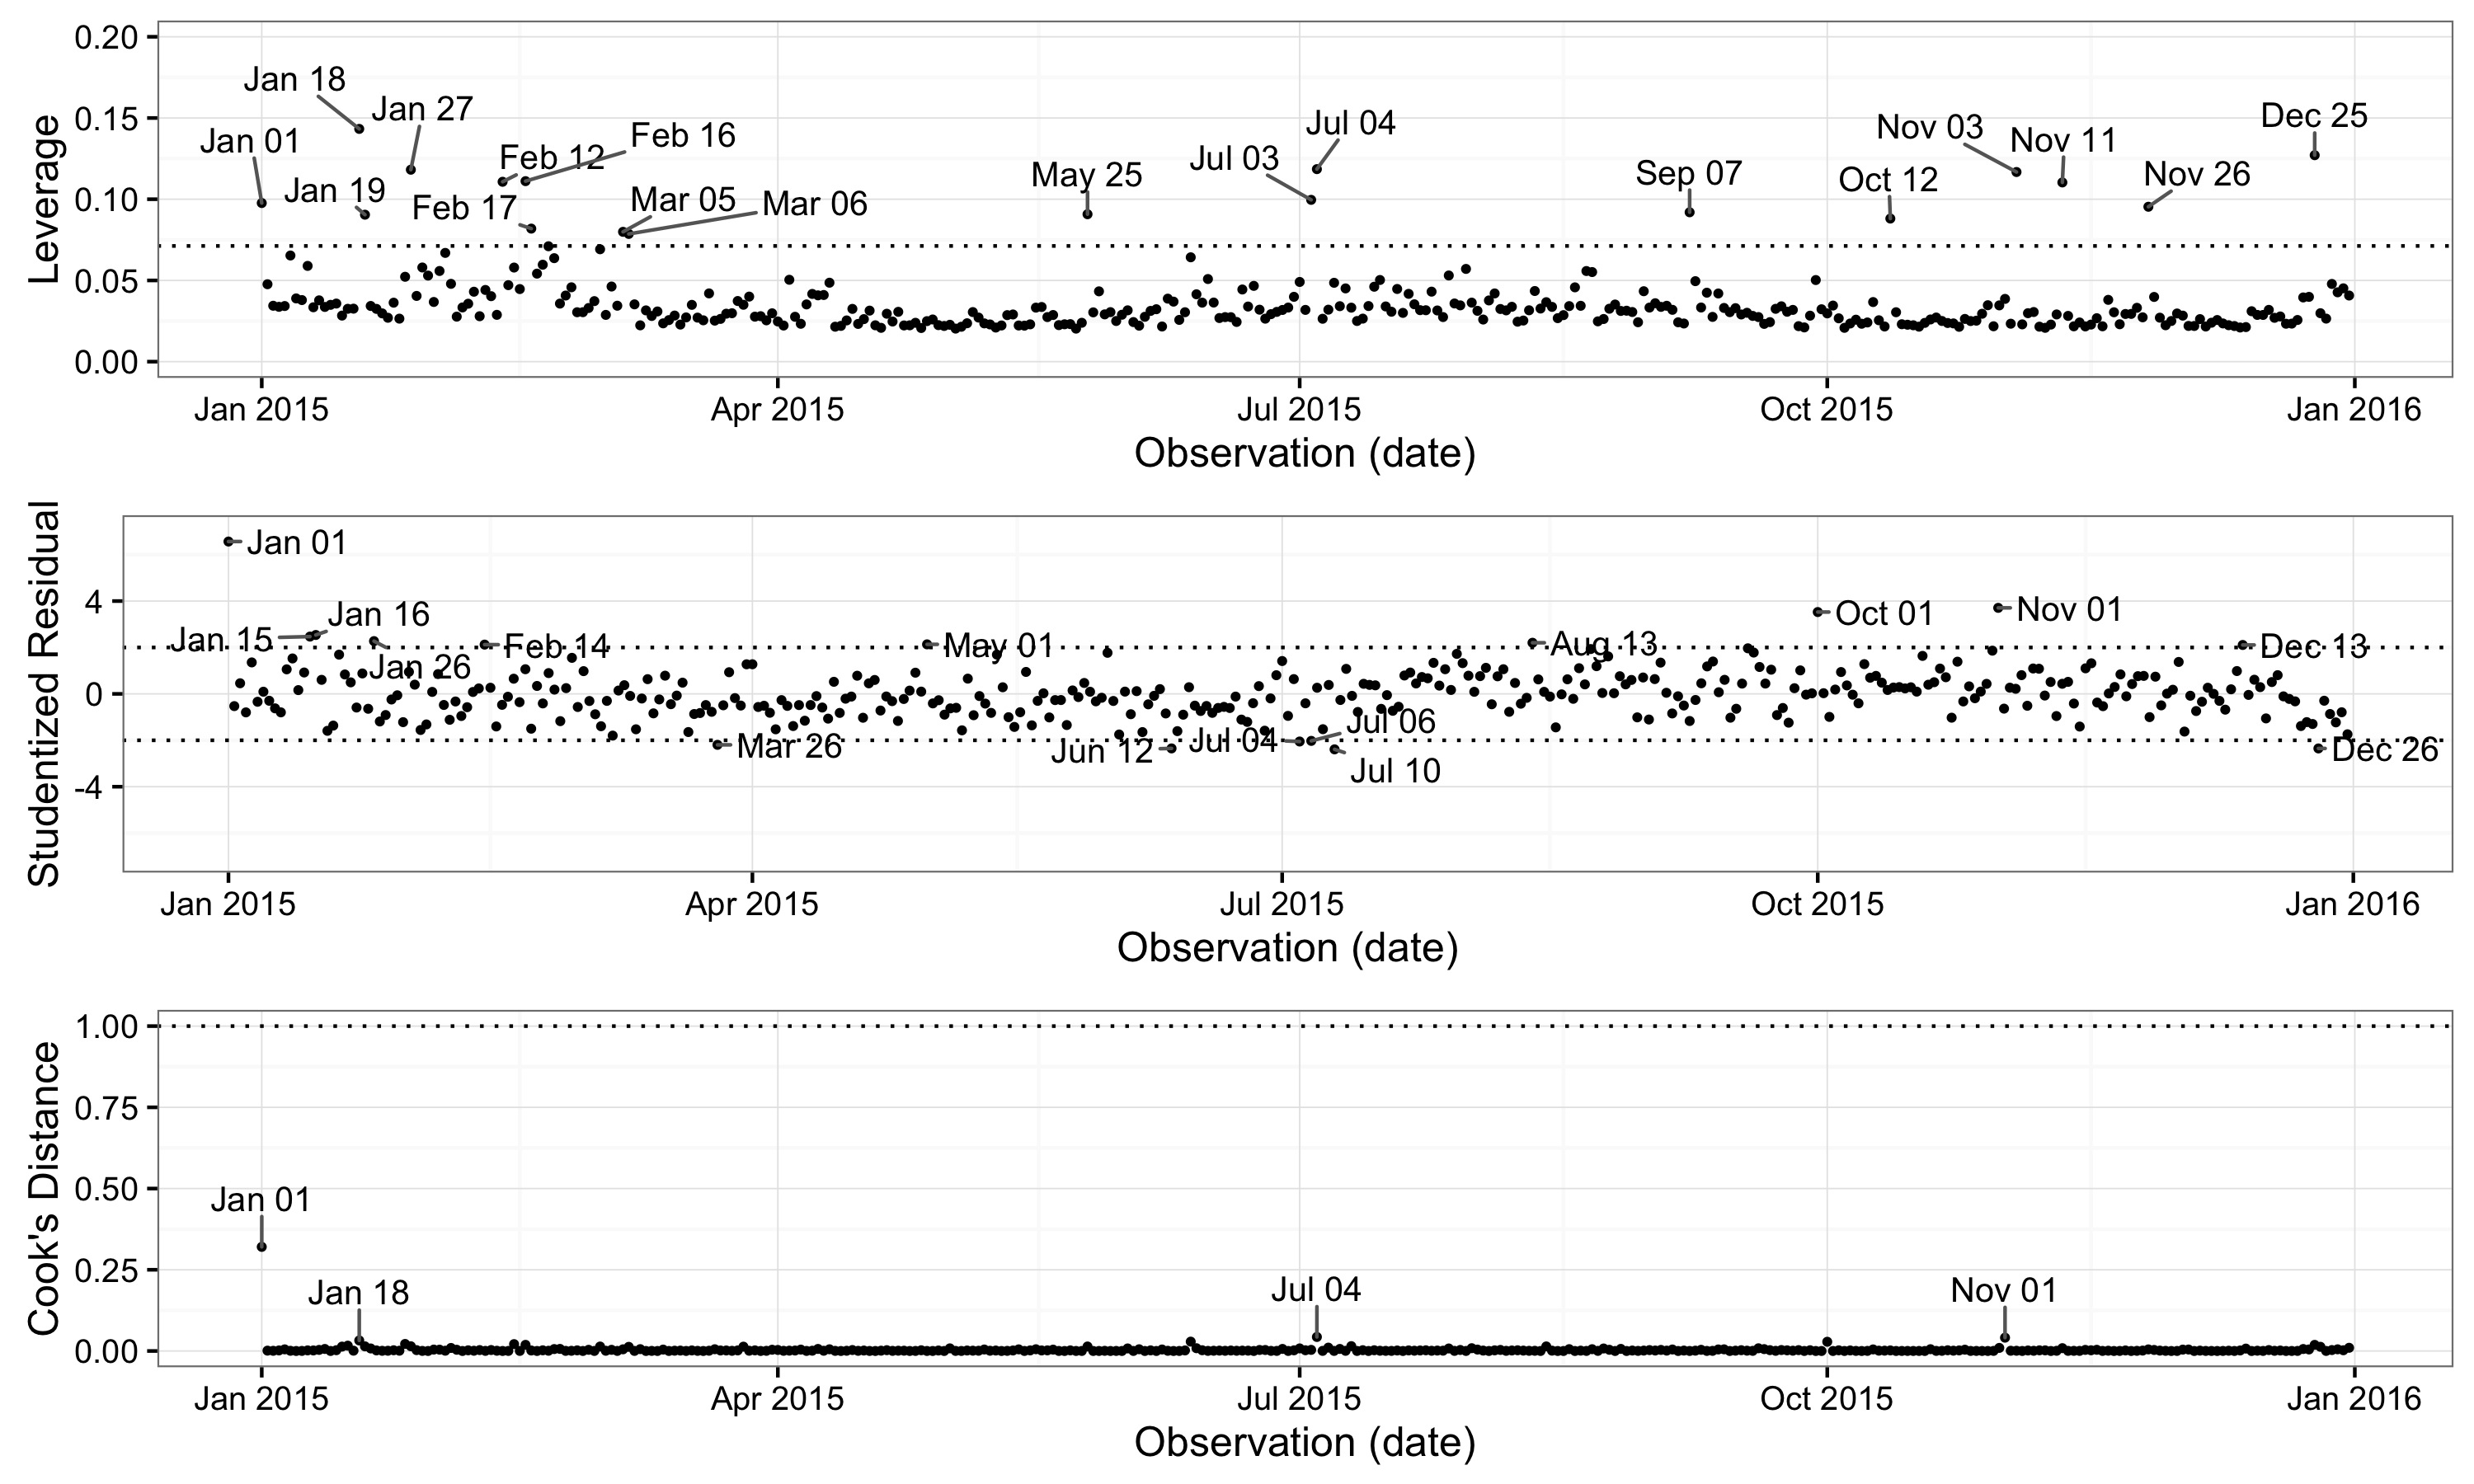 Leverage
0.20
0.15
0.10
0.05
0.00
Jan 18
Jan 27
Jan 01
Jan 19
Feb 12
Feb 16
Feb 17
Mar 05
Mar 06
May 25
Jul 03
Jul 04
Sep 07
Nov 03
Oct 12
Nov 11
Nov 26
Dec 25
Jan 2015
Apr 2015
Jul 2015
Oct 2015
Jan 2016
Observation (date)
Studentized Residual
4
0
-4
Jan 01
Jan 15
Jan 16
Jan 26
Feb 14
Mar 26
May 01
Jun 12
Jul 04
Jul 06
Jul 10
Aug 13
Oct 01
Nov 01
Dec 13
Dec 26
Jan 2015
Apr 2015
Jul 2015
Oct 2015
Jan 2016
Observation (date)
Cook's Distance
1.00
0.75
0.50
0.25
0.00
Jan 01
Jan 18
Jul 04
Nov 01
Jan 2015
Apr 2015
Jul 2015
Oct 2015
Jan 2016
Observation (date)